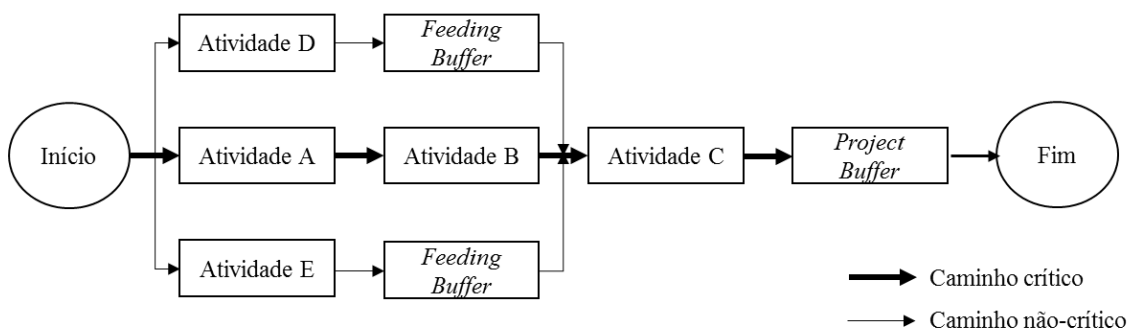 Atividade D
Feeding
Buffer
Início
Atividade A
Atividade B
Atividade C
Project
Buffer
Fim
Atividade E
Feeding
Buffer
Caminho crítico
Caminho não-crítico